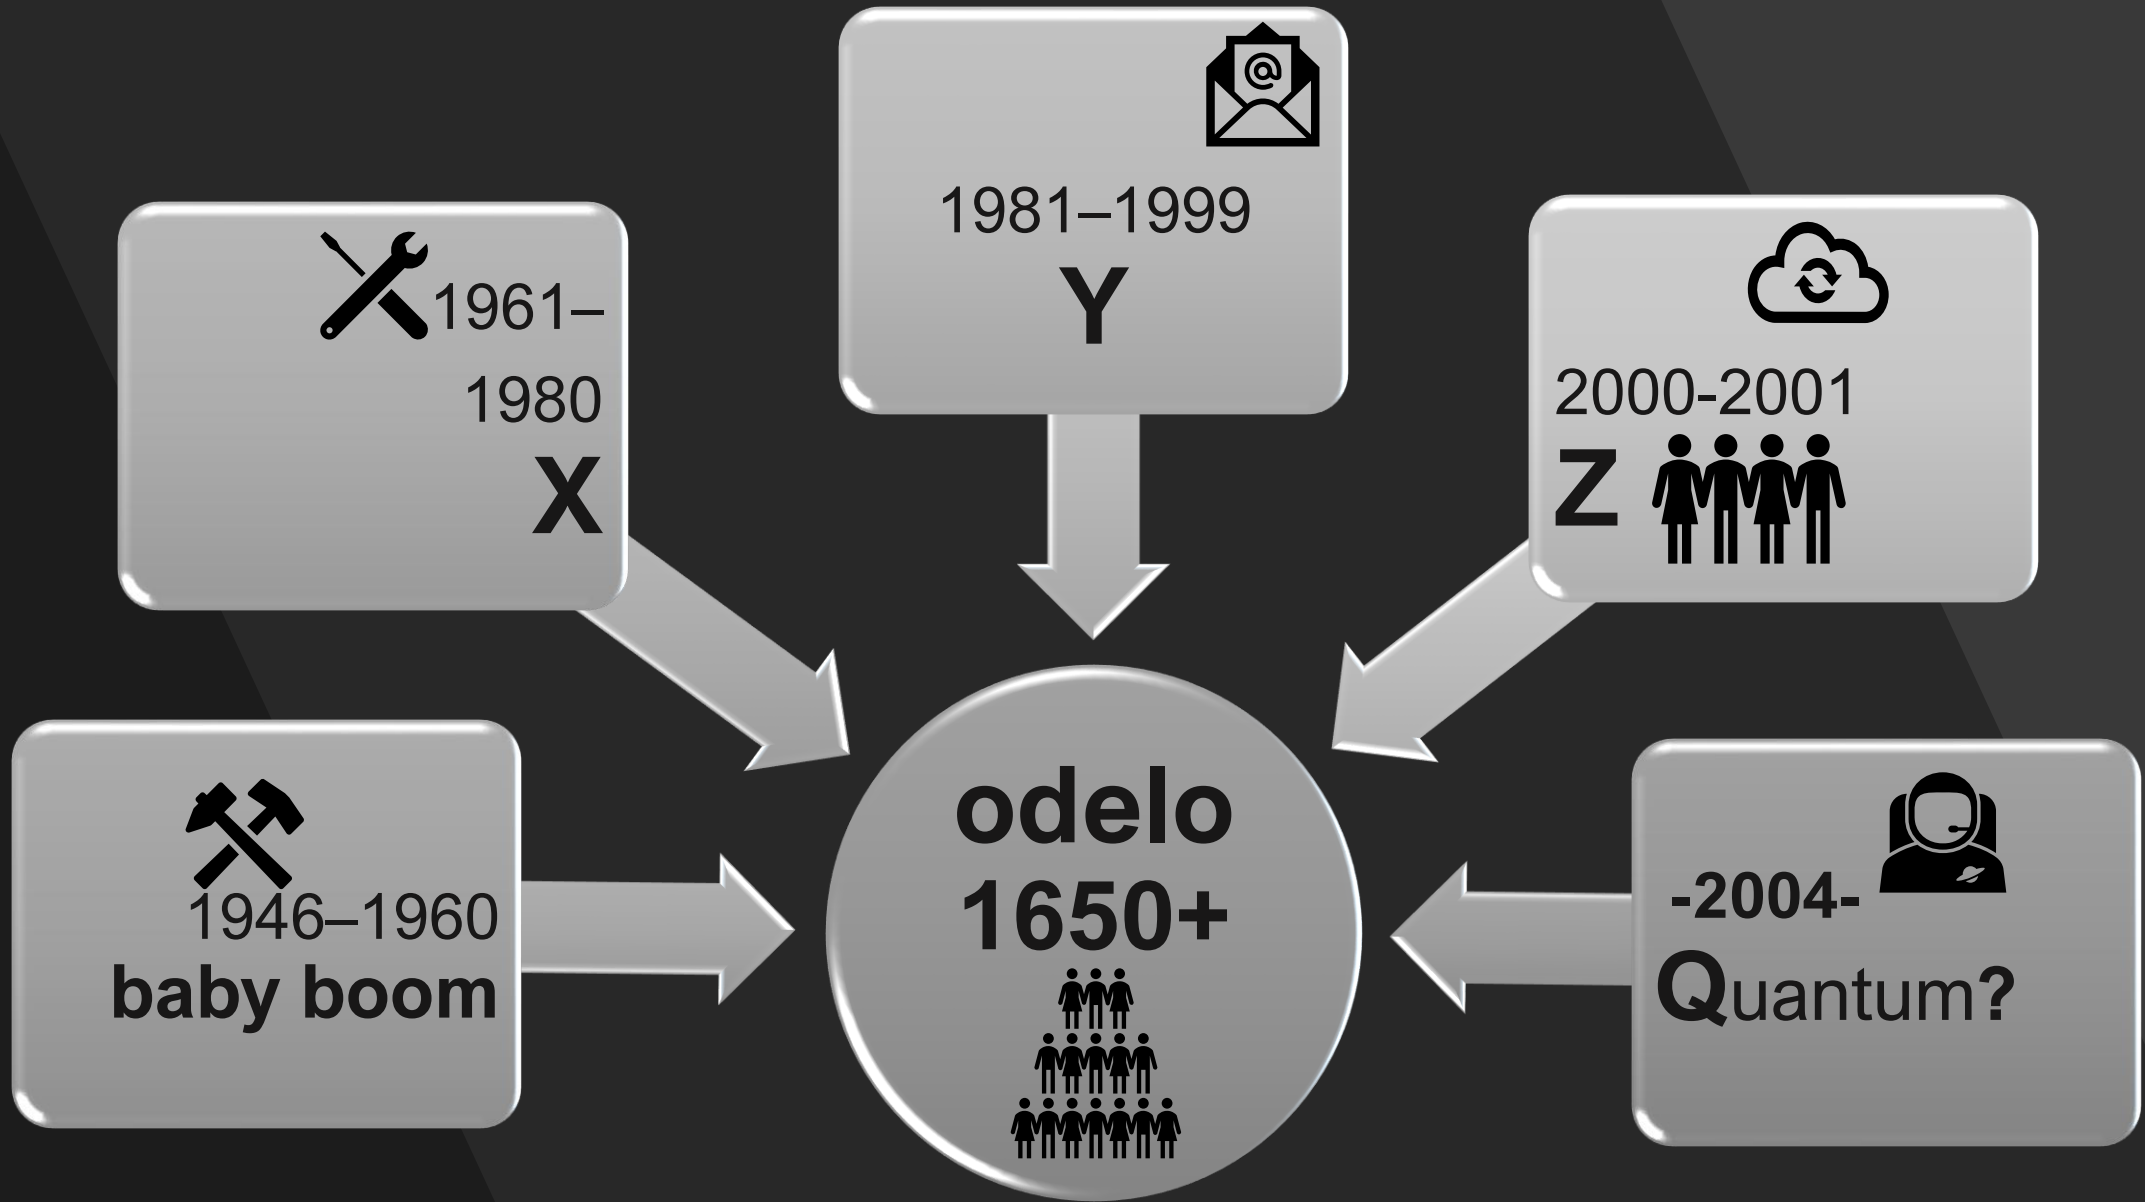 1946–1960
baby boom
1961–
1980
X
1981–1999
Y
2000-2001
Z
-2004-
Quantum?
odelo
1650+